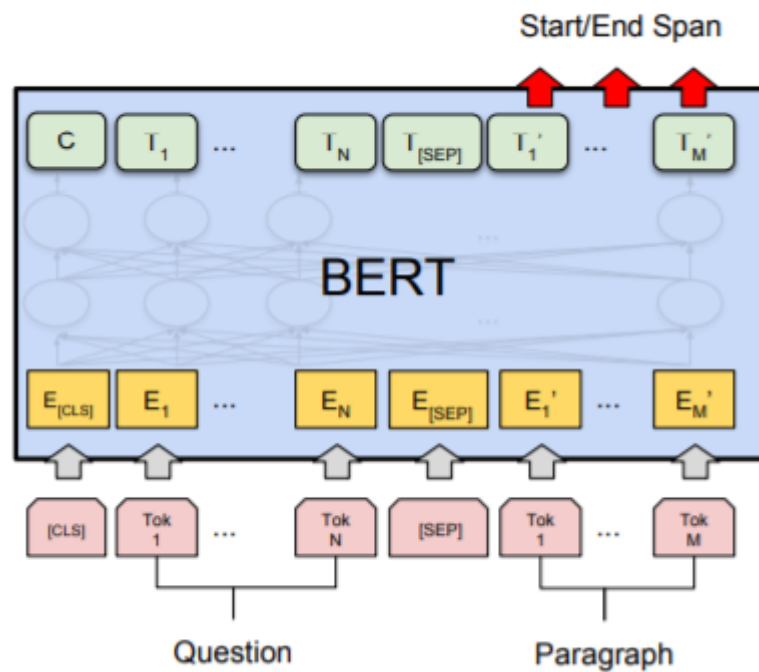 Start/End Span
C T1 ... TN T[SEP] T1' ... TM'
...
BERT
...
E[CLS] E1 ... EN E[SEP] E1' ... EM'
[CLS] Tok 1 ... Tok N [SEP] Tok 1 ... Tok M
Question Paragraph